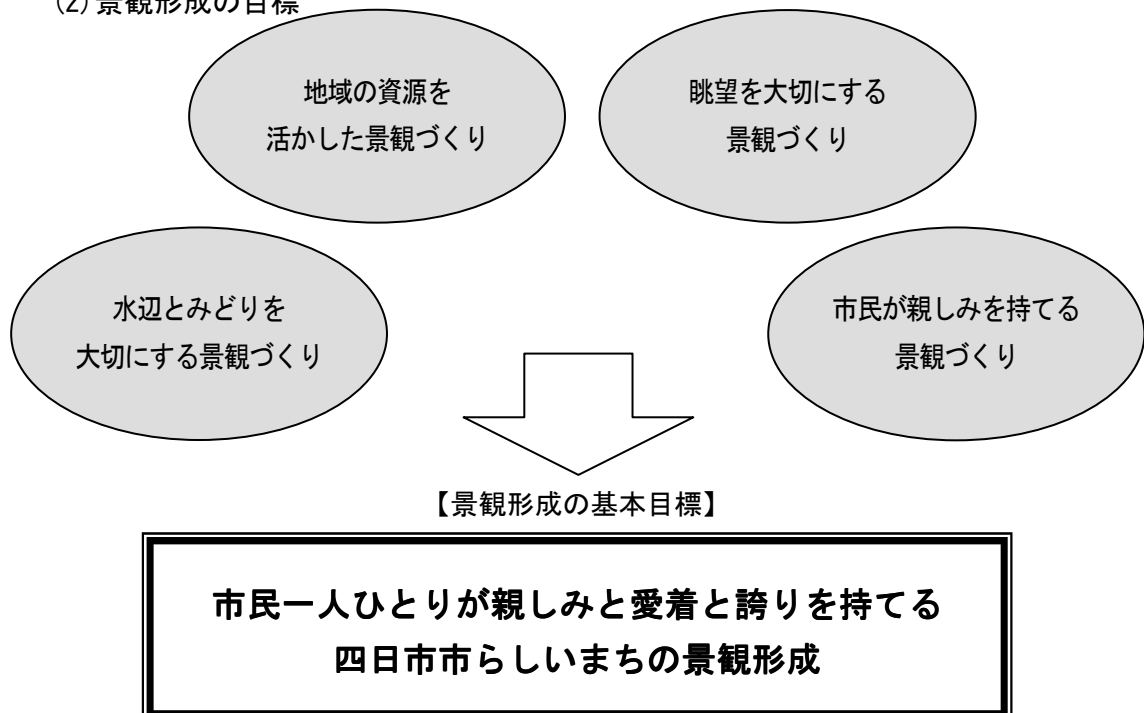 (2) 景観形成の目標
地域の資源を
活かした景観づくり
眺望を大切にする
景観づくり
水辺とみどりを
大切にする景観づくり
市民が親しみを持てる
景観づくり
【景観形成の基本目標】
市民一人ひとりが親しみと愛着と誇りを持てる
四日市市らしいまちの景観形成